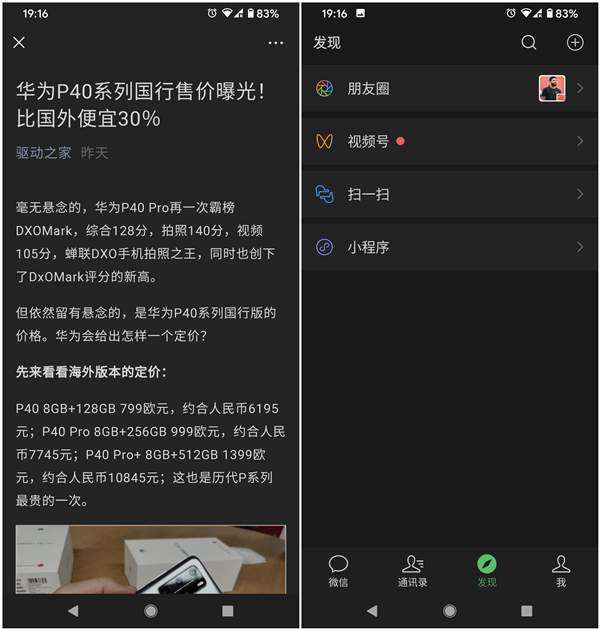 19:16
83%
华为P40系列国行售价曝光！
比国外便宜30%
驱动之家 昨天
毫无悬念的，华为P40 Pro再一次霸榜
DXOMark，综合128分，拍照140分，视频
105分，蝉联DXO手机拍照之王，同时也创下
了DxOMark评分的新高。
但依然留有悬念的，是华为P40系列国行版的
价格。华为会给出怎样一个定价？
先来看看海外版本的定价：
P40 8GB+128GB 799欧元，约合人民币6195
元；P40 Pro 8GB+256GB 999欧元，约合人民
币7745元；P40 Pro+ 8GB+512GB 1399欧
元，约合人民币10845元；这也是历代P系列
最贵的一次。
19:16
83%
发现
朋友圈
视频号
扫一扫
小程序
微信
通讯录
发现
我